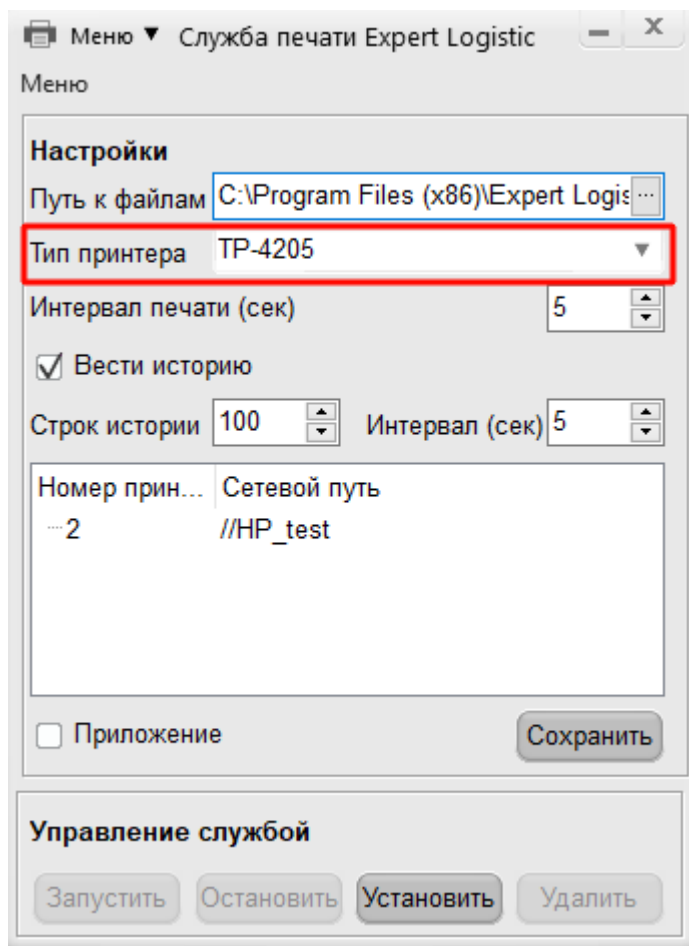 Меню ▼ Служба печати Expert Logistic
Меню
Настройки
Путь к файлам C:\Program Files (x86)\Expert Logis ...
Тип принтера TP-4205
Интервал печати (сек) 5
Вести историю
Строк истории 100 Интервал (сек) 5
Номер прин... Сетевой путь
2 //HP_test
Приложение Сохранить
Управление службой
Запустить Остановить Установить Удалить